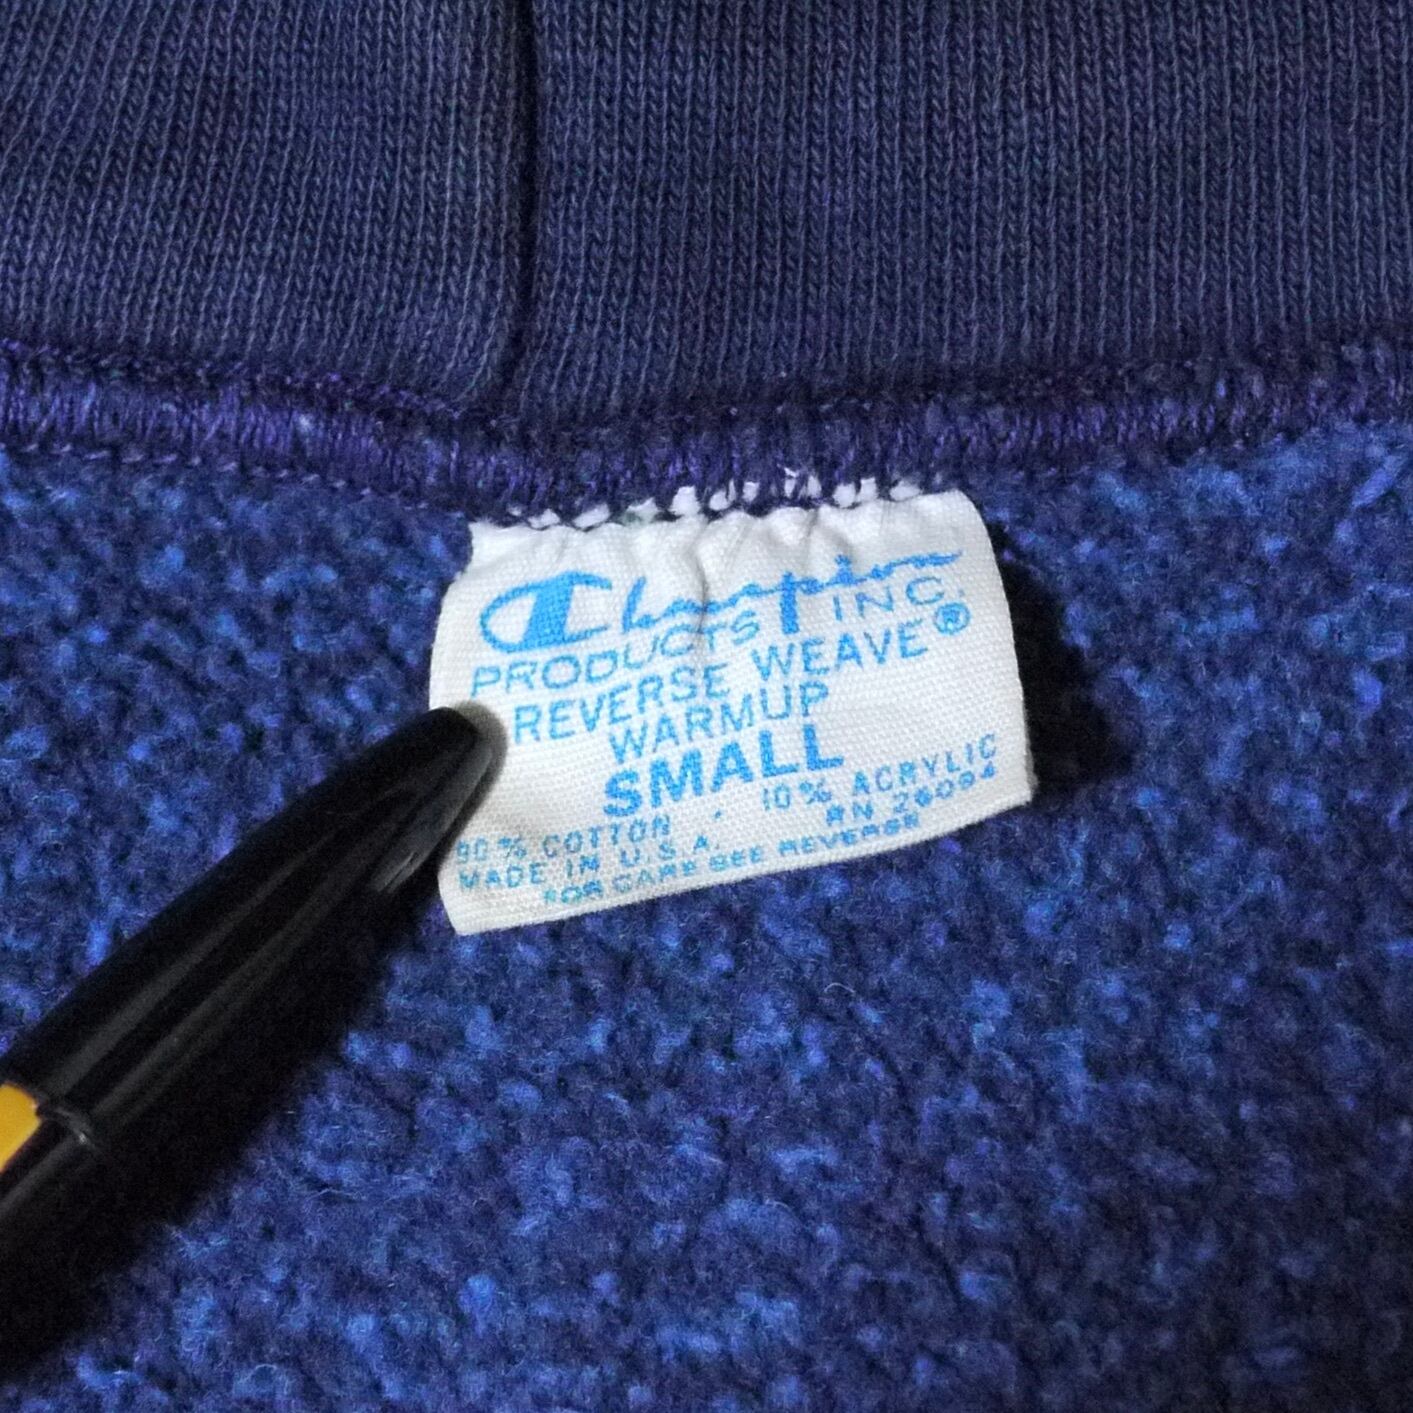 Champion
PRODUCTS INC.
REVERSE WEAVE®
WARMUP
SMALL
90% COTTON · 10% ACRYLIC
MADE IN U.S.A. RN 26094
FOR CARE SEE REVERSE